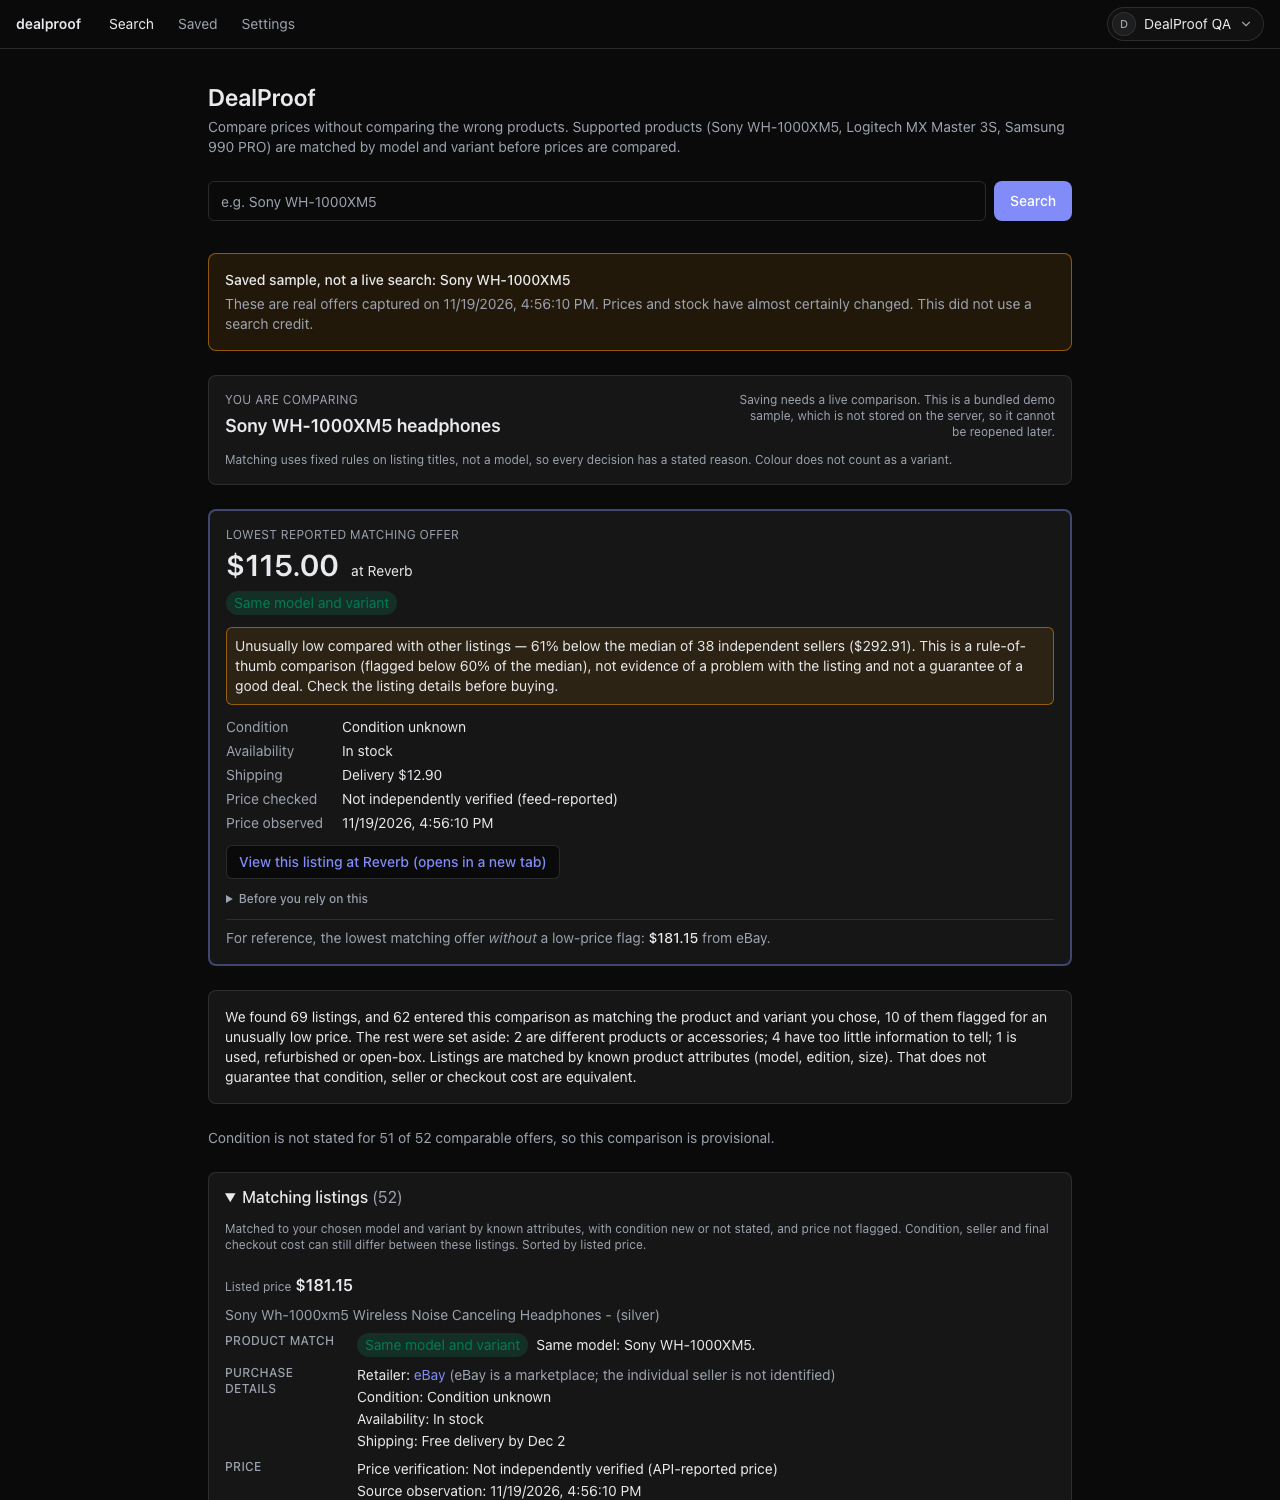 dealproof Search Saved Settings D DealProof QA
DealProof
Compare prices without comparing the wrong products. Supported products (Sony WH-1000XM5, Logitech MX Master 3S, Samsung
990 PRO) are matched by model and variant before prices are compared.
e.g. Sony WH-1000XM5 Search
Saved sample, not a live search: Sony WH-1000XM5
These are real offers captured on 11/19/2026, 4:56:10 PM. Prices and stock have almost certainly changed. This did not use a
search credit.
YOU ARE COMPARING
Sony WH-1000XM5 headphones
Saving needs a live comparison. This is a bundled demo
sample, which is not stored on the server, so it cannot
be reopened later.
Matching uses fixed rules on listing titles, not a model, so every decision has a stated reason. Colour does not count as a variant.
LOWEST REPORTED MATCHING OFFER
$115.00 at Reverb
Same model and variant
Unusually low compared with other listings — 61% below the median of 38 independent sellers ($292.91). This is a rule-of-
thumb comparison (flagged below 60% of the median), not evidence of a problem with the listing and not a guarantee of a
good deal. Check the listing details before buying.
Condition Condition unknown
Availability In stock
Shipping Delivery $12.90
Price checked Not independently verified (feed-reported)
Price observed 11/19/2026, 4:56:10 PM
View this listing at Reverb (opens in a new tab)
Before you rely on this
For reference, the lowest matching offer without a low-price flag: $181.15 from eBay.
We found 69 listings, and 62 entered this comparison as matching the product and variant you chose, 10 of them flagged for an
unusually low price. The rest were set aside: 2 are different products or accessories; 4 have too little information to tell; 1 is
used, refurbished or open-box. Listings are matched by known product attributes (model, edition, size). That does not
guarantee that condition, seller or checkout cost are equivalent.
Condition is not stated for 51 of 52 comparable offers, so this comparison is provisional.
Matching listings (52)
Matched to your chosen model and variant by known attributes, with condition new or not stated, and price not flagged. Condition, seller and final
checkout cost can still differ between these listings. Sorted by listed price.
Listed price $181.15
Sony Wh-1000xm5 Wireless Noise Canceling Headphones - (silver)
PRODUCT MATCH Same model and variant Same model: Sony WH-1000XM5.
PURCHASE
DETAILS
Retailer: eBay (eBay is a marketplace; the individual seller is not identified)
Condition: Condition unknown
Availability: In stock
Shipping: Free delivery by Dec 2
PRICE Price verification: Not independently verified (API-reported price)
Source observation: 11/19/2026, 4:56:10 PM